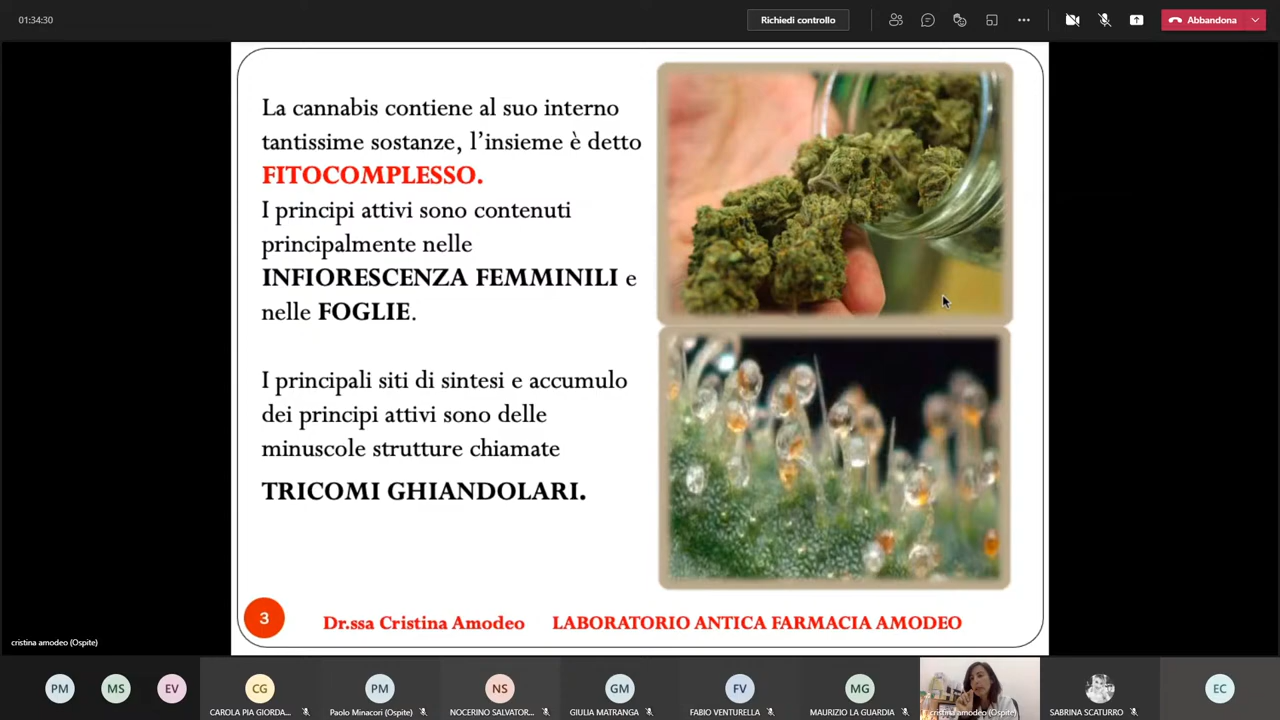 01:34:30
Richiedi controllo
Abbandona
La cannabis contiene al suo interno
tantissime sostanze, l'insieme è detto
FITOCOMPLESSO.
I principi attivi sono contenuti
principalmente nelle
INFIORESCENZA FEMMINILI e
nelle FOGLIE.
I principali siti di sintesi e accumulo
dei principi attivi sono delle
minuscole strutture chiamate
TRICOMI GHIANDOLARI.
3
Dr.ssa Cristina Amodeo LABORATORIO ANTICA FARMACIA AMODEO
cristina amodeo (Ospite)
PM
MS
EV
CG
PM
NS
GM
FV
MG
EC
CAROLA PIA GIORDA...
Paolo Minacori (Ospite)
NOCERINO SALVATOR...
GIULIA MATRANGA
FABIO VENTURELLA
MAURIZIO LA GUARDIA
cristina amodeo (Ospite)
SABRINA SCATURRO